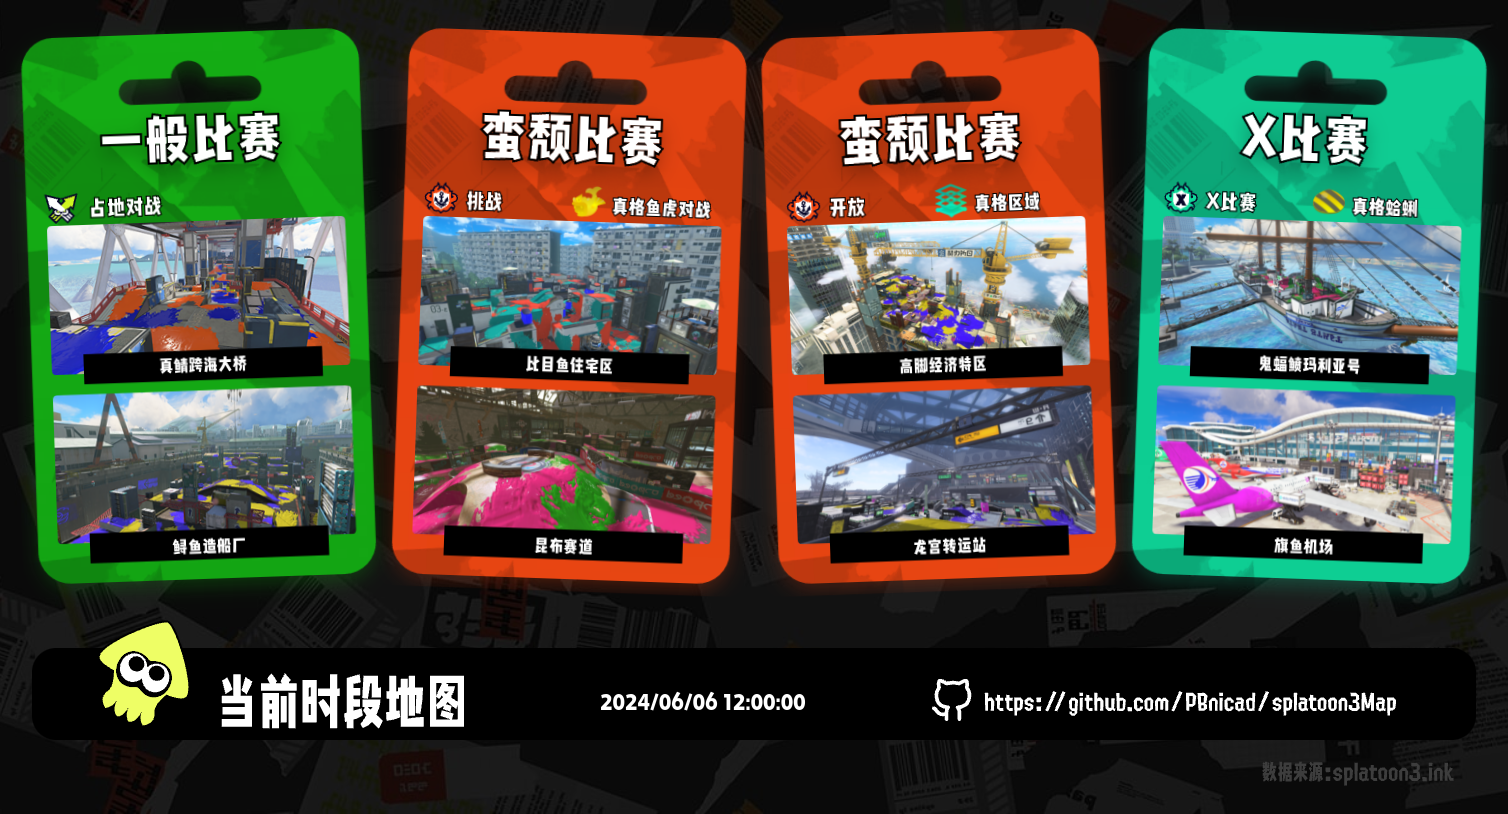 一般比赛
占地对战
真鲷跨海大桥
鲟鱼造船厂
蛮颓比赛
挑战
真格鱼虎对战
比目鱼住宅区
昆布赛道
蛮颓比赛
开放
真格区域
高脚经济特区
龙宫转运站
X比赛
X比赛
真格蛤蜊
鬼蝠鲼玛利亚号
旗鱼机场
当前时段地图
2024/06/06 12:00:00
https://github.com/PBnicad/splatoon3Map
数据来源:splatoon3.ink